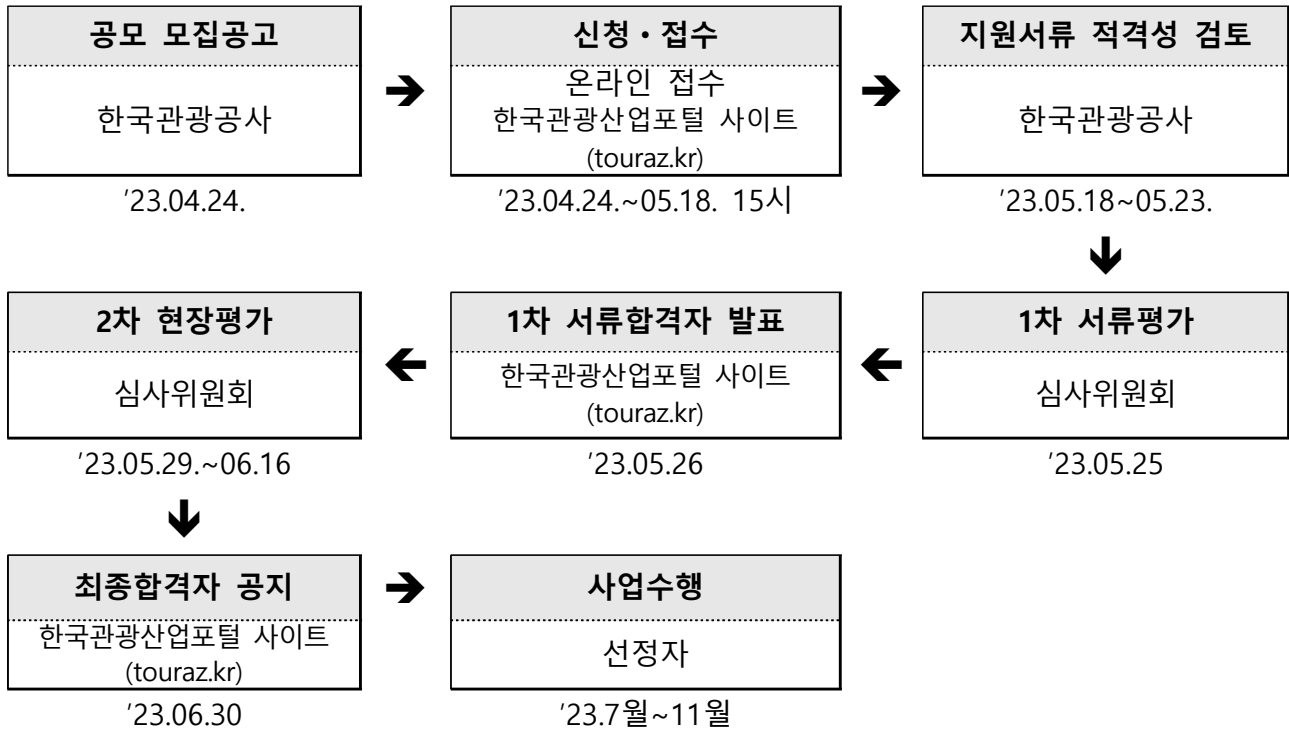 공모 모집공고
한국관광공사
'23.04.24.
신청·접수
온라인 접수
한국관광산업포털 사이트
(touraz.kr)
'23.04.24.~05.18. 15시
지원서류 적격성 검토
한국관광공사
'23.05.18~05.23.
1차 서류평가
심사위원회
'23.05.25
1차 서류합격자 발표
한국관광산업포털 사이트
(touraz.kr)
'23.05.26
2차 현장평가
심사위원회
'23.05.29.~06.16
최종합격자 공지
한국관광산업포털 사이트
(touraz.kr)
'23.06.30
사업수행
선정자
'23.7월~11월